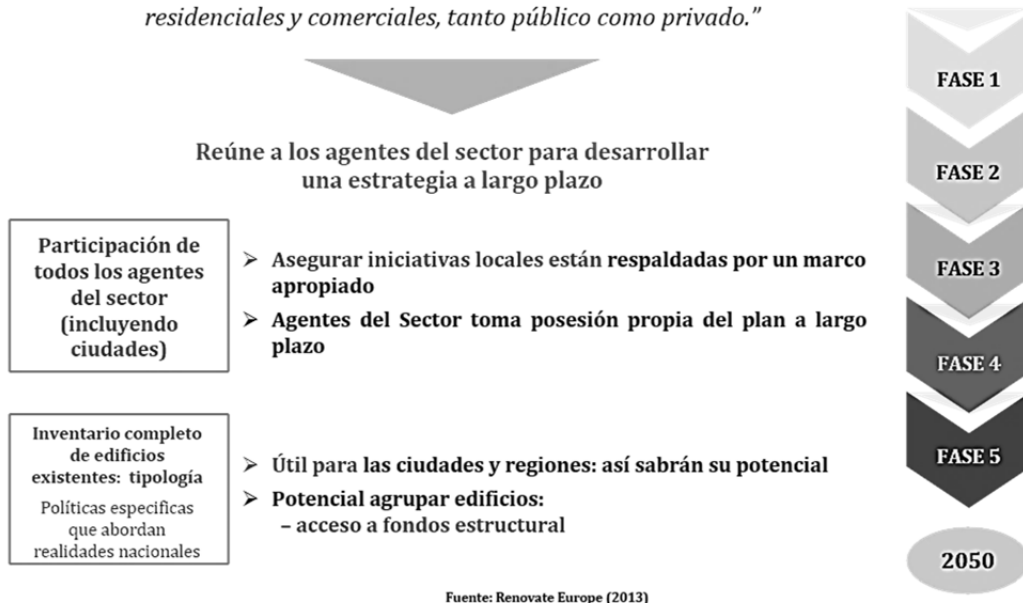 residenciales y comerciales, tanto público como privado.”
Reúne a los agentes del sector para desarrollar
una estrategia a largo plazo
Participación de
todos los agentes
del sector
(incluyendo
ciudades)
➢ Asegurar iniciativas locales están respaldadas por un marco
apropiado
➢ Agentes del Sector toma posesión propia del plan a largo
plazo
Inventario completo
de edificios
existentes: tipología
Políticas especificas
que abordan
realidades nacionales
➢ Útil para las ciudades y regiones: así sabrán su potencial
➢ Potencial agrupar edificios:
– acceso a fondos estructural
FASE 1
FASE 2
FASE 3
FASE 4
FASE 5
2050
Fuente: Renovate Europe (2013)